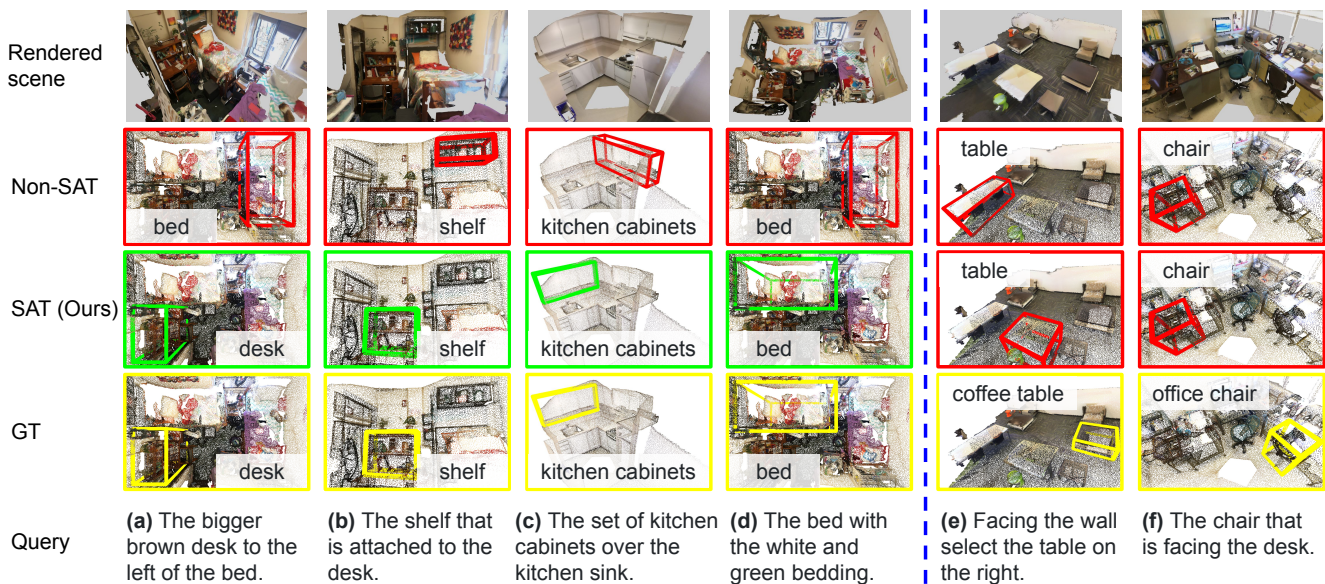 Rendered
scene
Non-SAT
bed
shelf
kitchen cabinets
bed
table
chair
SAT (Ours)
desk
shelf
kitchen cabinets
bed
table
chair
GT
desk
shelf
kitchen cabinets
bed
coffee table
office chair
Query
(a) The bigger
brown desk to the
left of the bed.
(b) The shelf that
is attached to the
desk.
(c) The set of kitchen
cabinets over the
kitchen sink.
(d) The bed with
the white and
green bedding.
(e) Facing the wall
select the table on
the right.
(f) The chair that
is facing the desk.